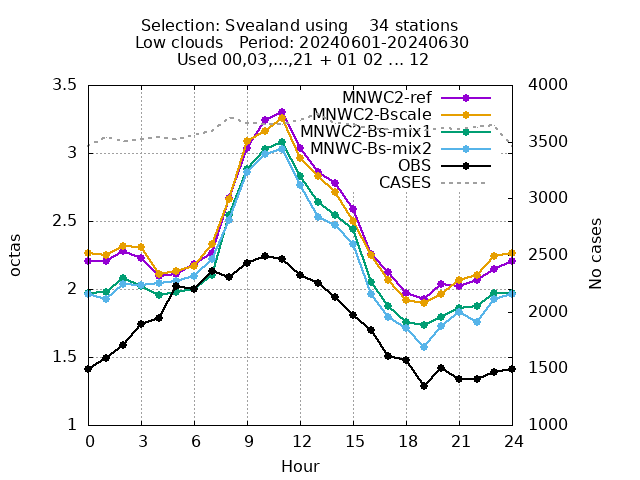 Selection: Svealand using    34 stations
Low clouds   Period: 20240601-20240630
Used 00,03,...,21 + 01 02 ... 12
3.5
3
2.5
2
1.5
1
octas
4000
3500
3000
2500
2000
1500
1000
No cases
MNWC2-ref
MNWC2-Bscale
MNWC2-Bs-mix1
MNWC-Bs-mix2
OBS
CASES
0 3 6 9 12 15 18 21 24
Hour